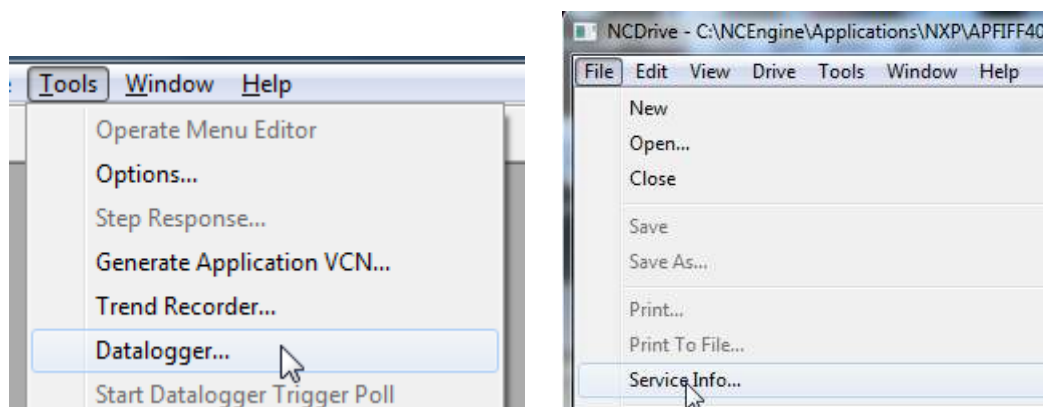 Tools Window Help
Operate Menu Editor
Options...
Step Response...
Generate Application VCN...
Trend Recorder...
Datalogger...
Start Datalogger Trigger Poll
NCDrive - C:\NCEngine\Applications\NXP\APFIFF40
File Edit View Drive Tools Window Help
New
Open...
Close
Save
Save As...
Print...
Print To File...
Service Info...